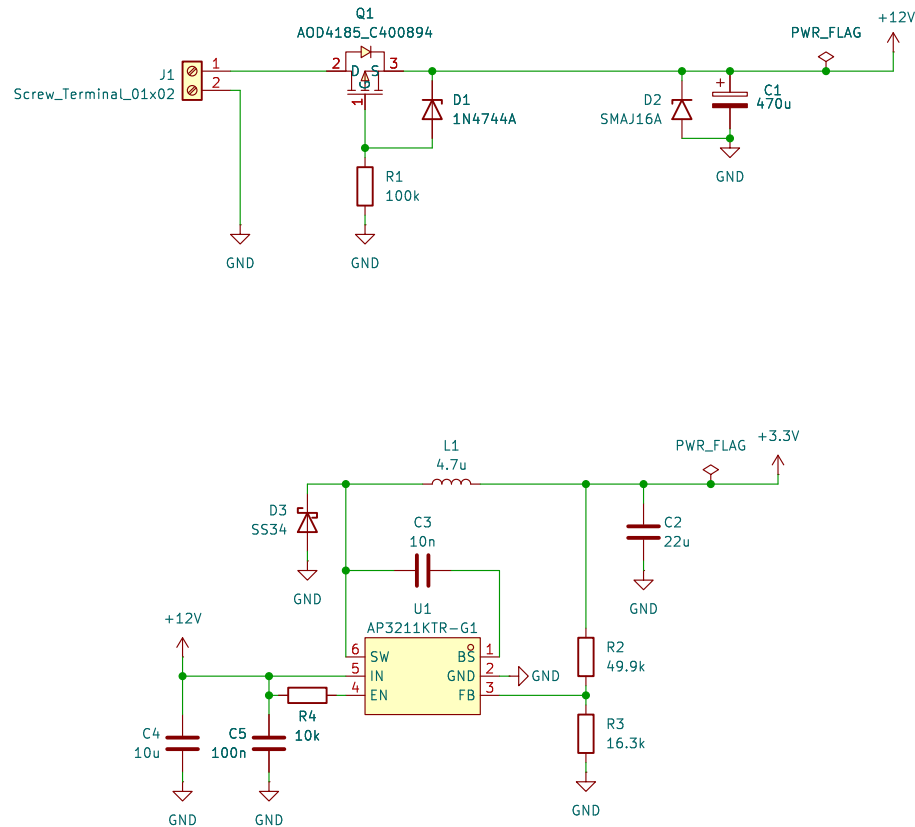 Q1
AOD4185_C400894
+12V
PWR_FLAG
J1
Screw_Terminal_01x02
1
2
2
D
S
3
G
1
D1
1N4744A
D2
SMAJ16A
+
C1
470u
GND
R1
100k
GND
GND
+3.3V
PWR_FLAG
L1
4.7u
D3
SS34
C3
10n
C2
22u
GND
GND
U1
AP3211KTR-G1
+12V
6
SW
BS
1
5
IN
GND
2
GND
4
EN
FB
3
R2
49.9k
R4
10k
R3
16.3k
C4
10u
C5
100n
GND
GND
GND